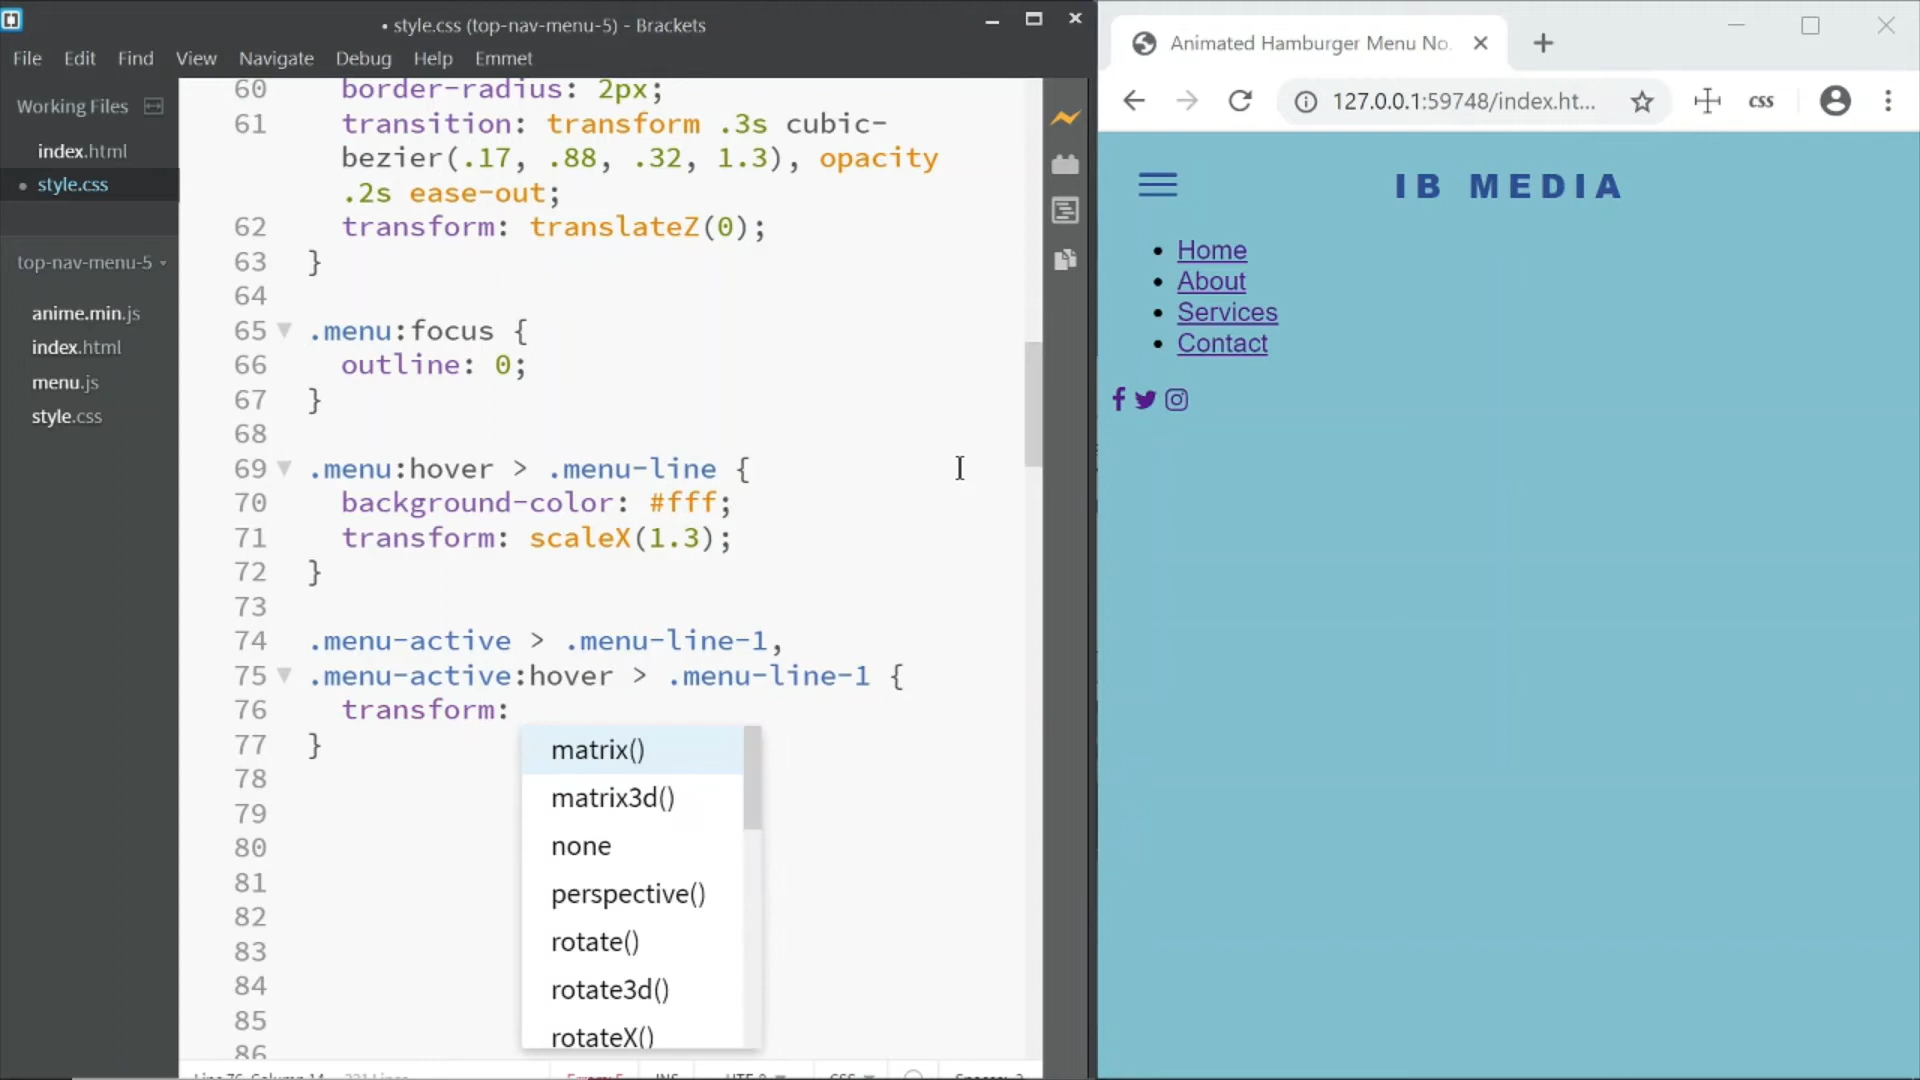 • style.css (top-nav-menu-5) - Brackets
File Edit Find View Navigate Debug Help Emmet
Working Files
index.html
• style.css
top-nav-menu-5
anime.min.js
index.html
menu.js
style.css
60 border-radius: 2px;
61 transition: transform .3s cubic-
bezier(.17, .88, .32, 1.3), opacity
.2s ease-out;
62 transform: translateZ(0);
63 }
64
65 .menu:focus {
66 outline: 0;
67 }
68
69 .menu:hover > .menu-line {
70 background-color: #fff;
71 transform: scaleX(1.3);
72 }
73
74 .menu-active > .menu-line-1,
75 .menu-active:hover > .menu-line-1 {
76 transform:
77 }
78
79
80
81
82
83
84
85
86
matrix()
matrix3d()
none
perspective()
rotate()
rotate3d()
rotateX()
Animated Hamburger Menu No
127.0.0.1:59748/index.ht...
css
IB MEDIA
• Home
• About
• Services
• Contact